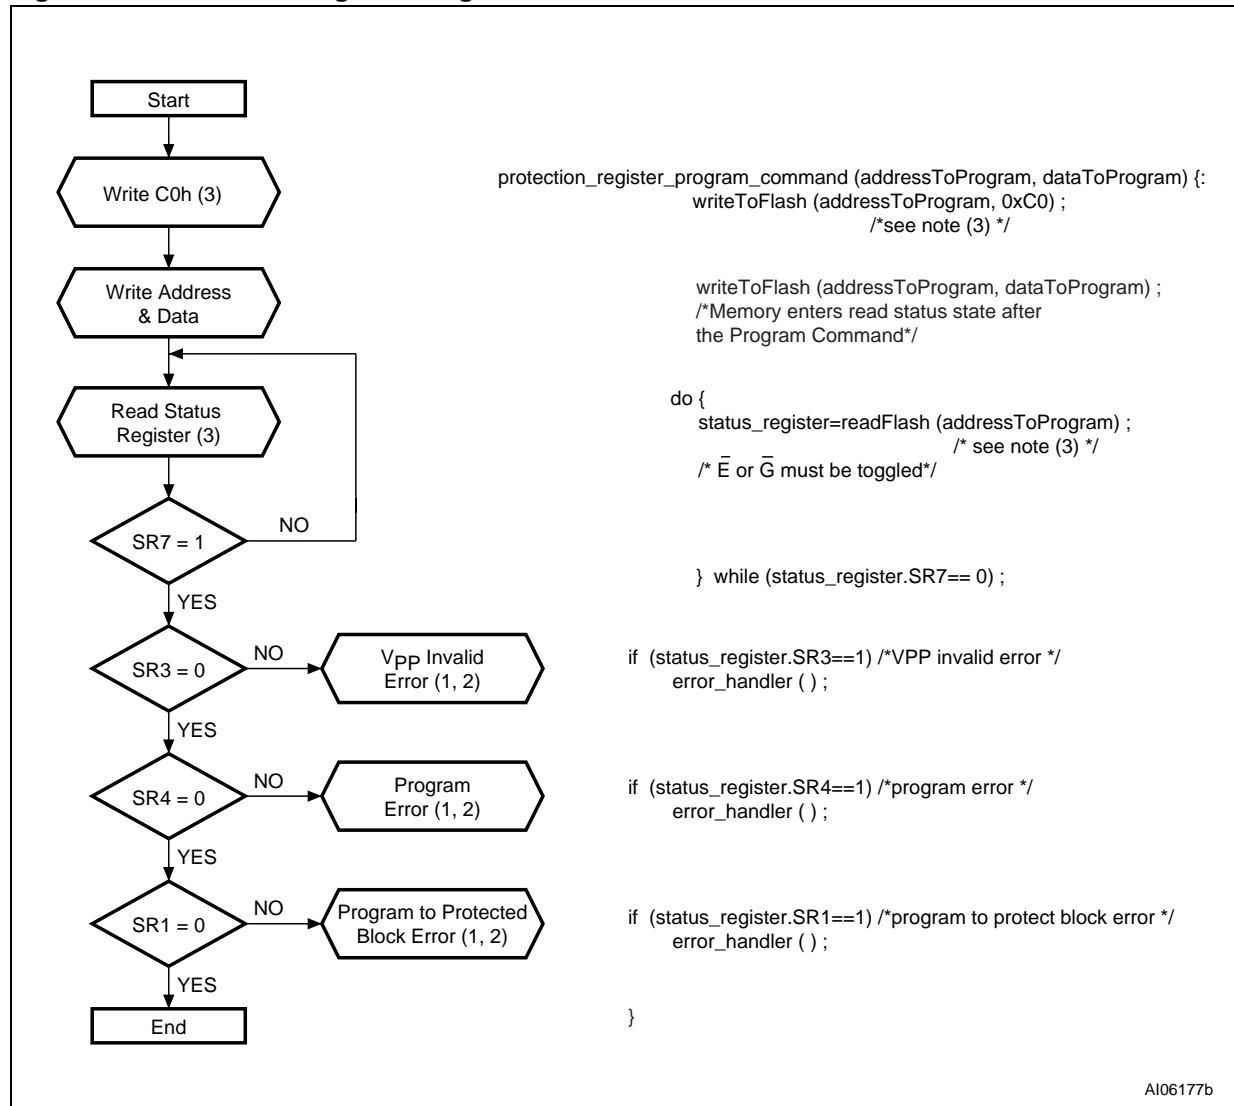 Start
Write C0h (3)
protection_register_program_command (addressToProgram, dataToProgram) {:
writeToFlash (addressToProgram, 0xC0) ;
/*see note (3) */
Write Address
& Data
writeToFlash (addressToProgram, dataToProgram) ;
/*Memory enters read status state after
the Program Command*/
Read Status
Register (3)
do {
status_register=readFlash (addressToProgram) ;
/* see note (3) */
/* E̅ or G̅ must be toggled*/
SR7 = 1
NO
} while (status_register.SR7== 0) ;
YES
SR3 = 0
NO
VPP Invalid
Error (1, 2)
if (status_register.SR3==1) /*VPP invalid error */
error_handler ( ) ;
YES
SR4 = 0
NO
Program
Error (1, 2)
if (status_register.SR4==1) /*program error */
error_handler ( ) ;
YES
SR1 = 0
NO
Program to Protected
Block Error (1, 2)
if (status_register.SR1==1) /*program to protect block error */
error_handler ( ) ;
YES
End
}
AI06177b